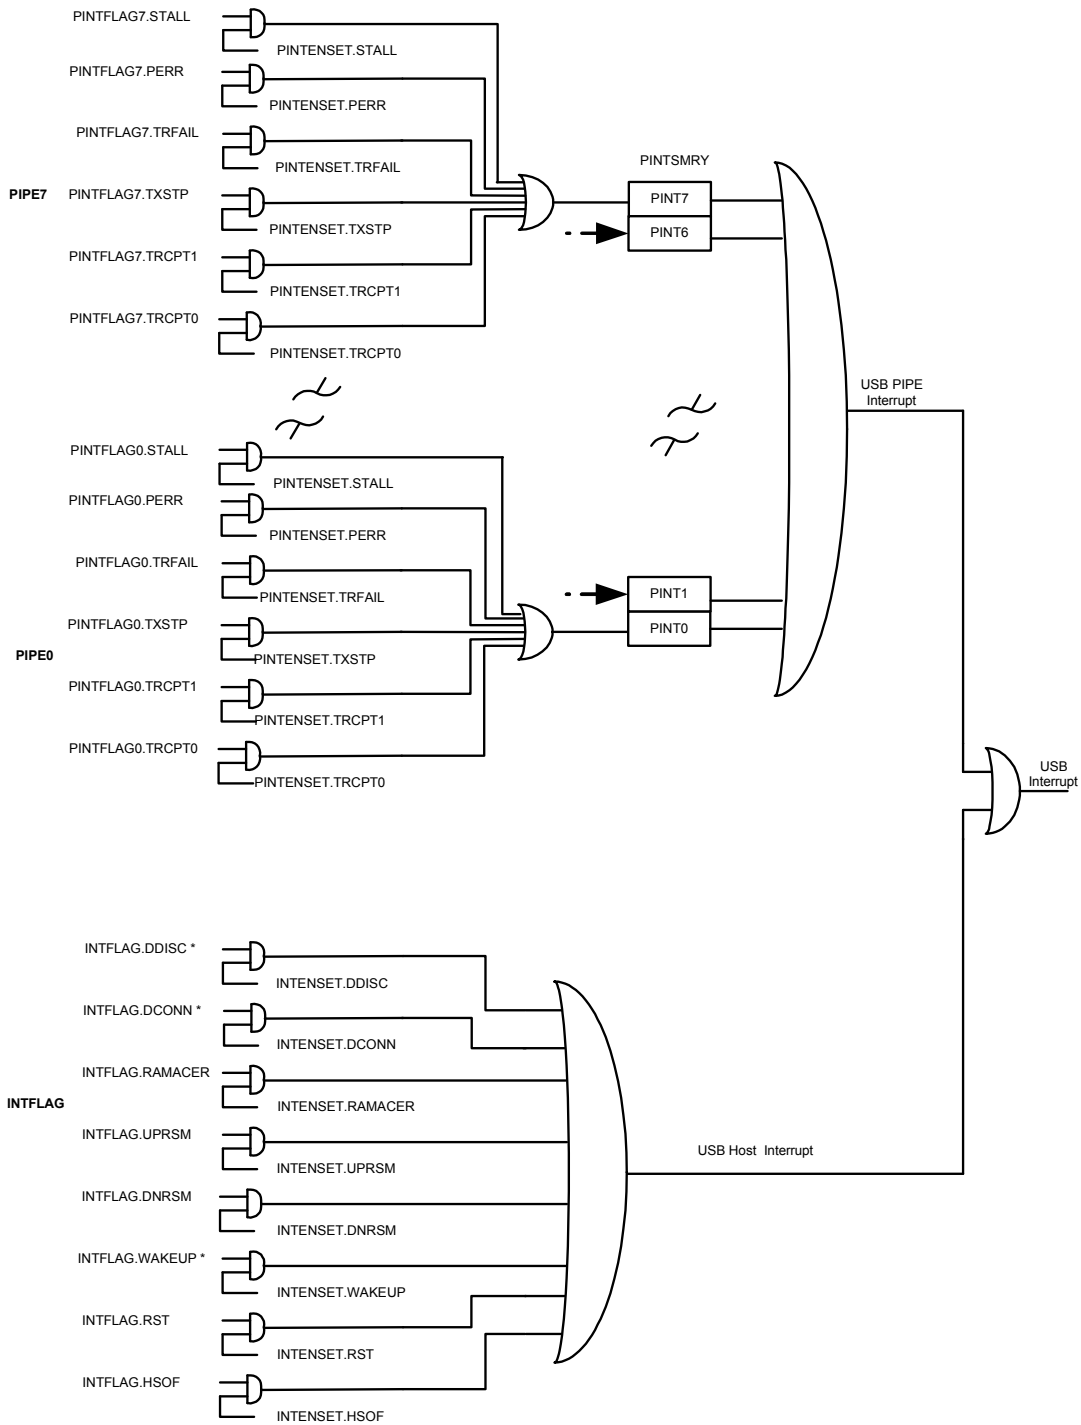 PINTFLAG7.STALL
PINTENSET.STALL
PINTFLAG7.PERR
PINTENSET.PERR
PINTFLAG7.TRFAIL
PINTENSET.TRFAIL
PIPE7
PINTFLAG7.TXSTP
PINTENSET.TXSTP
PINTFLAG7.TRCPT1
PINTENSET.TRCPT1
PINTFLAG7.TRCPT0
PINTENSET.TRCPT0
PINTSMRY
PINT7
PINT6
USB PIPE
Interrupt
PINTFLAG0.STALL
PINTENSET.STALL
PINTFLAG0.PERR
PINTENSET.PERR
PINTFLAG0.TRFAIL
PINTENSET.TRFAIL
PINTFLAG0.TXSTP
PIPE0
PINTENSET.TXSTP
PINTFLAG0.TRCPT1
PINTENSET.TRCPT1
PINTFLAG0.TRCPT0
PINTENSET.TRCPT0
PINT1
PINT0
USB
Interrupt
INTFLAG.DDISC *
INTENSET.DDISC
INTFLAG.DCONN *
INTENSET.DCONN
INTFLAG.RAMACER
INTFLAG
INTENSET.RAMACER
INTFLAG.UPRSM
INTENSET.UPRSM
INTFLAG.DNRSM
INTENSET.DNRSM
INTFLAG.WAKEUP *
INTENSET.WAKEUP
INTFLAG.RST
INTENSET.RST
INTFLAG.HSOF
INTENSET.HSOF
USB Host Interrupt